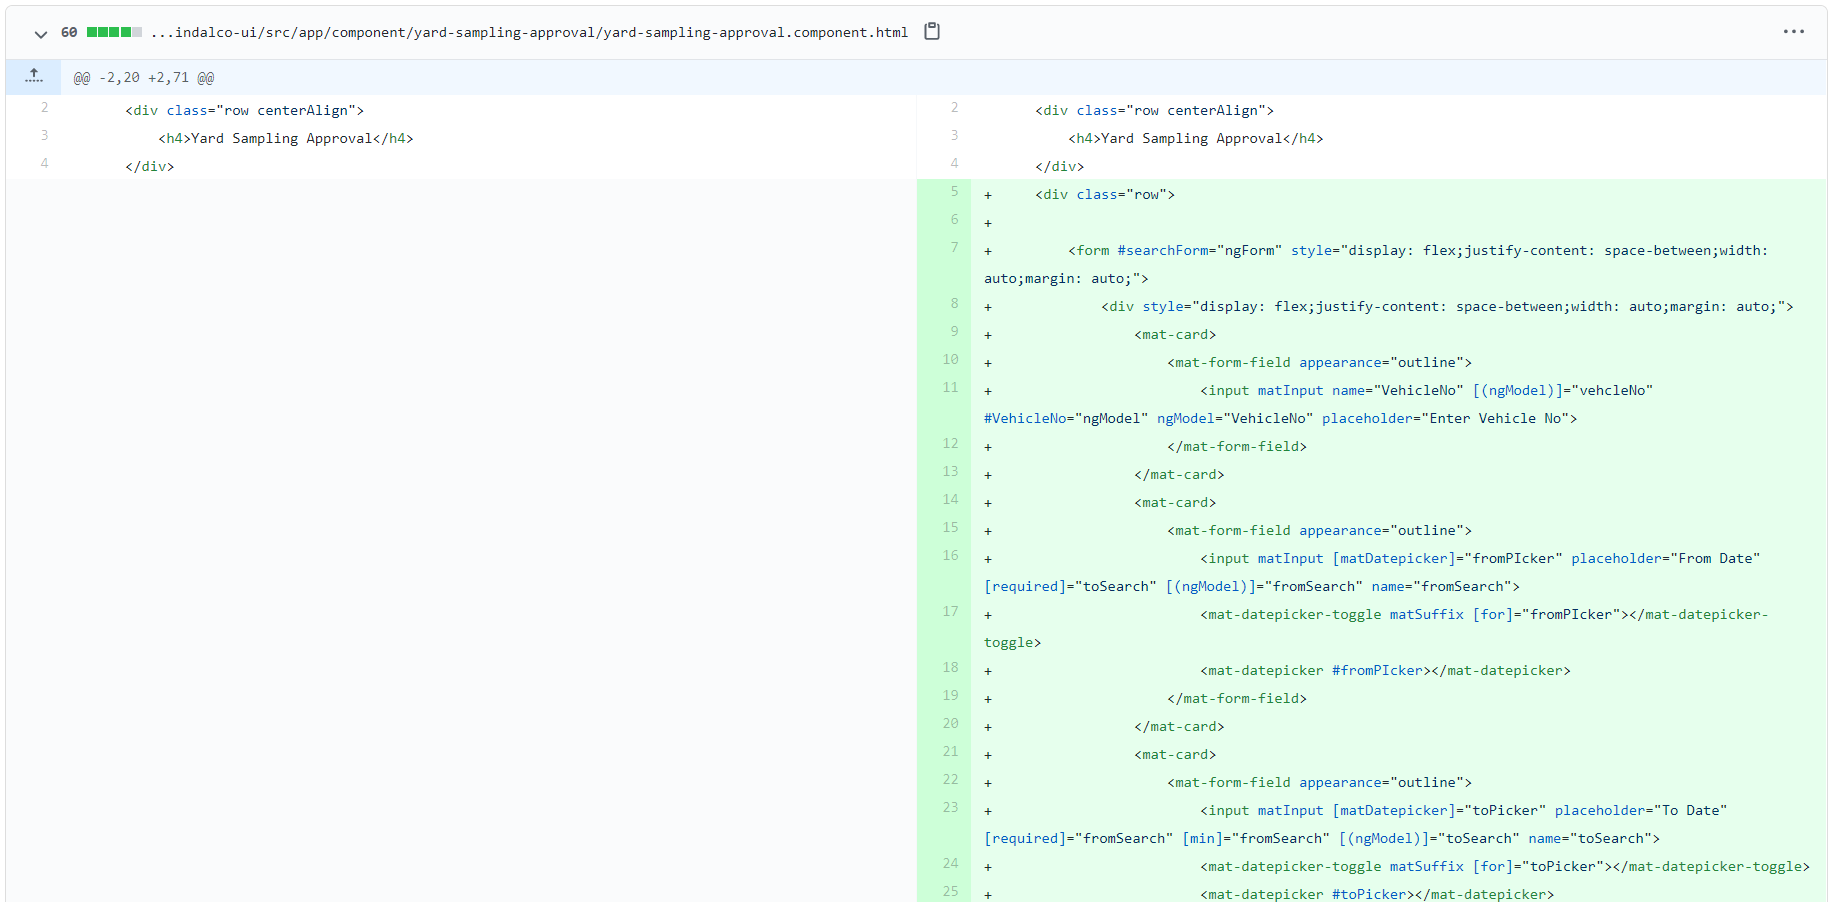 60 ...indalco-ui/src/app/component/yard-sampling-approval/yard-sampling-approval.component.html
@@ -2,20 +2,71 @@
2 <div class="row centerAlign">
3 <h4>Yard Sampling Approval</h4>
4 </div>
2 <div class="row centerAlign">
3 <h4>Yard Sampling Approval</h4>
4 </div>
5 + <div class="row">
6 +
7 + <form #searchForm="ngForm" style="display: flex;justify-content: space-between;width:
auto;margin: auto;">
8 + <div style="display: flex;justify-content: space-between;width: auto;margin: auto;">
9 + <mat-card>
10 + <mat-form-field appearance="outline">
11 + <input matInput name="VehicleNo" [(ngModel)]="vehcleNo"
#VehicleNo="ngModel" ngModel="VehicleNo" placeholder="Enter Vehicle No">
12 + </mat-form-field>
13 + </mat-card>
14 + <mat-card>
15 + <mat-form-field appearance="outline">
16 + <input matInput [matDatepicker]="fromPIcker" placeholder="From Date"
[required]="toSearch" [(ngModel)]="fromSearch" name="fromSearch">
17 + <mat-datepicker-toggle matSuffix [for]="fromPIcker"></mat-datepicker-
toggle>
18 + <mat-datepicker #fromPIcker></mat-datepicker>
19 + </mat-form-field>
20 + </mat-card>
21 + <mat-card>
22 + <mat-form-field appearance="outline">
23 + <input matInput [matDatepicker]="toPicker" placeholder="To Date"
[required]="fromSearch" [min]="fromSearch" [(ngModel)]="toSearch" name="toSearch">
24 + <mat-datepicker-toggle matSuffix [for]="toPicker"></mat-datepicker-toggle>
25 + <mat-datepicker #toPicker></mat-datepicker>